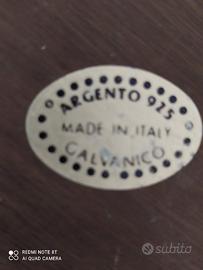 ARGENTO 925
MADE IN ITALY
GALVANICO
REDMI NOTE 8T
AI QUAD CAMERA
subito